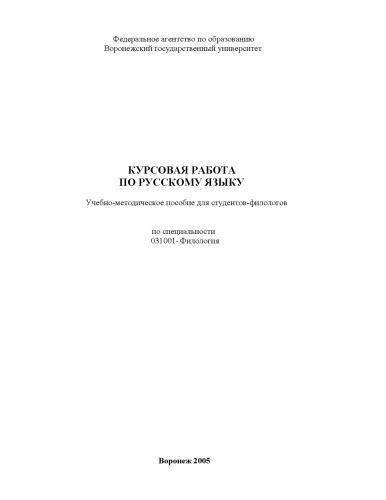 Федеральное агентство по образованию
Воронежский государственный университет
КУРСОВАЯ РАБОТА
ПО РУССКОМУ ЯЗЫКУ
Учебно-методическое пособие для студентов-филологов
по специальности
031001- Филология
Воронеж 2005